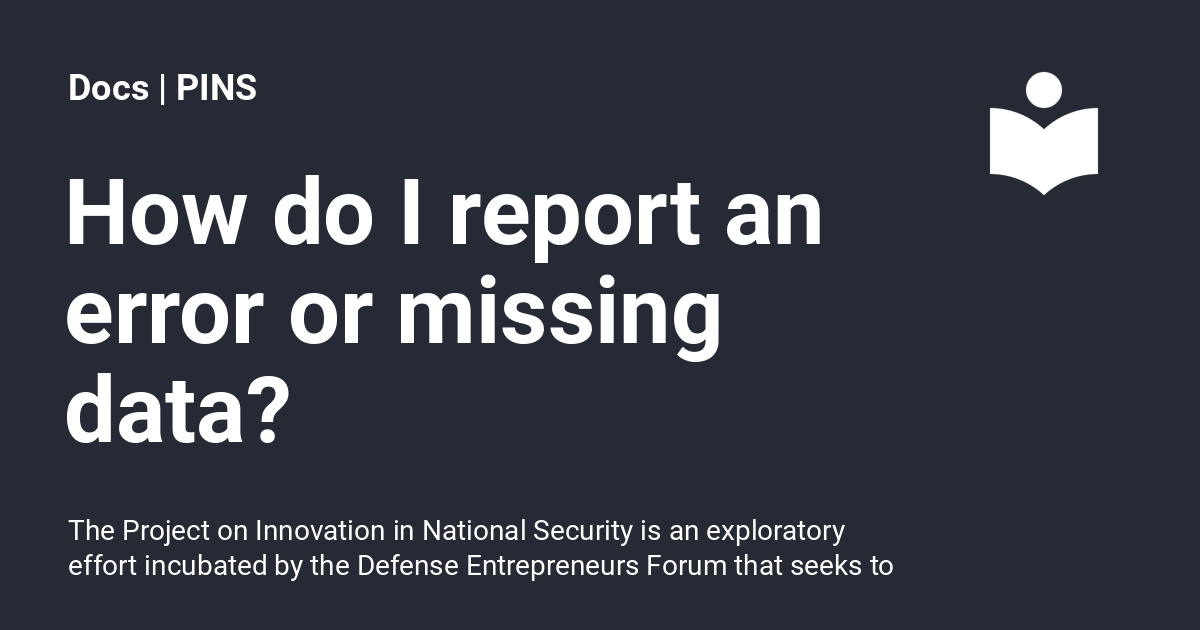 Docs | PINS
How do I report an
error or missing
data?
The Project on Innovation in National Security is an exploratory
effort incubated by the Defense Entrepreneurs Forum that seeks to